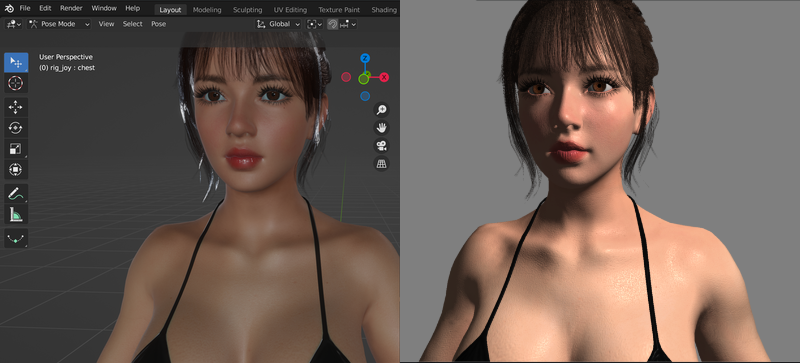 File Edit Render Window Help Layout Modeling Sculpting UV Editing Texture Paint Shading
Pose Mode View Select Pose Global
User Perspective
(0) rig_joy : chest
Z
X